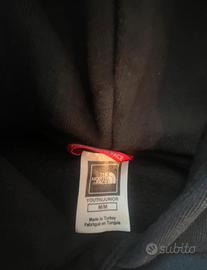 THE
NORTH
FACE
YOUTH/JUNIOR
M/M
Made in Turkey
Fabriqué en Turquie
subito